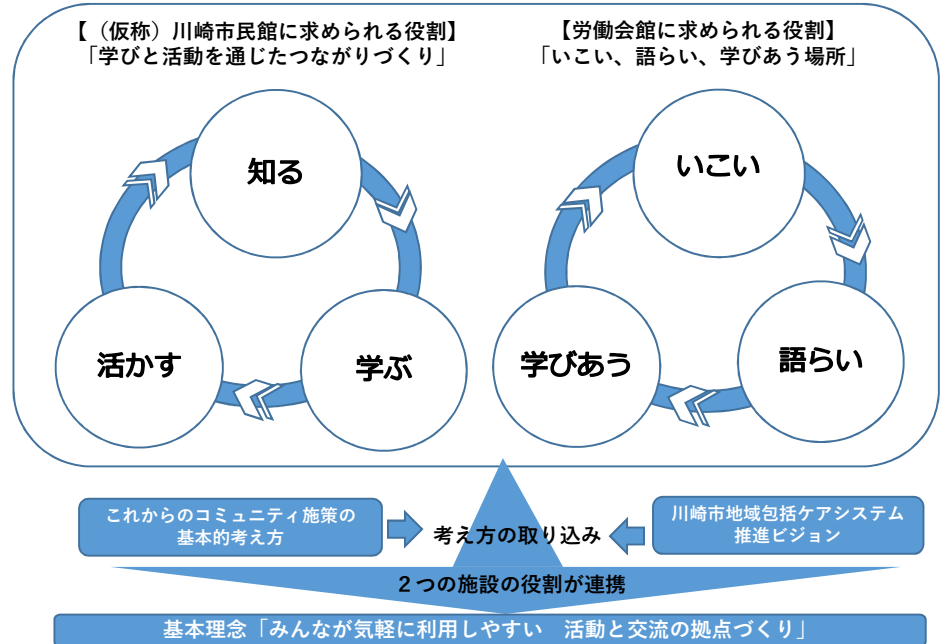 【（仮称）川崎市民館に求められる役割】
「学びと活動を通じたつながりづくり」
知る
活かす
学ぶ
【労働会館に求められる役割】
「いこい、語らい、学びあう場所」
いこい
学びあう
語らい
これからのコミュニティ施策の
基本的考え方
考え方の取り込み
川崎市地域包括ケアシステム
推進ビジョン
２つの施設の役割が連携
基本理念「みんなが気軽に利用しやすい　活動と交流の拠点づくり」